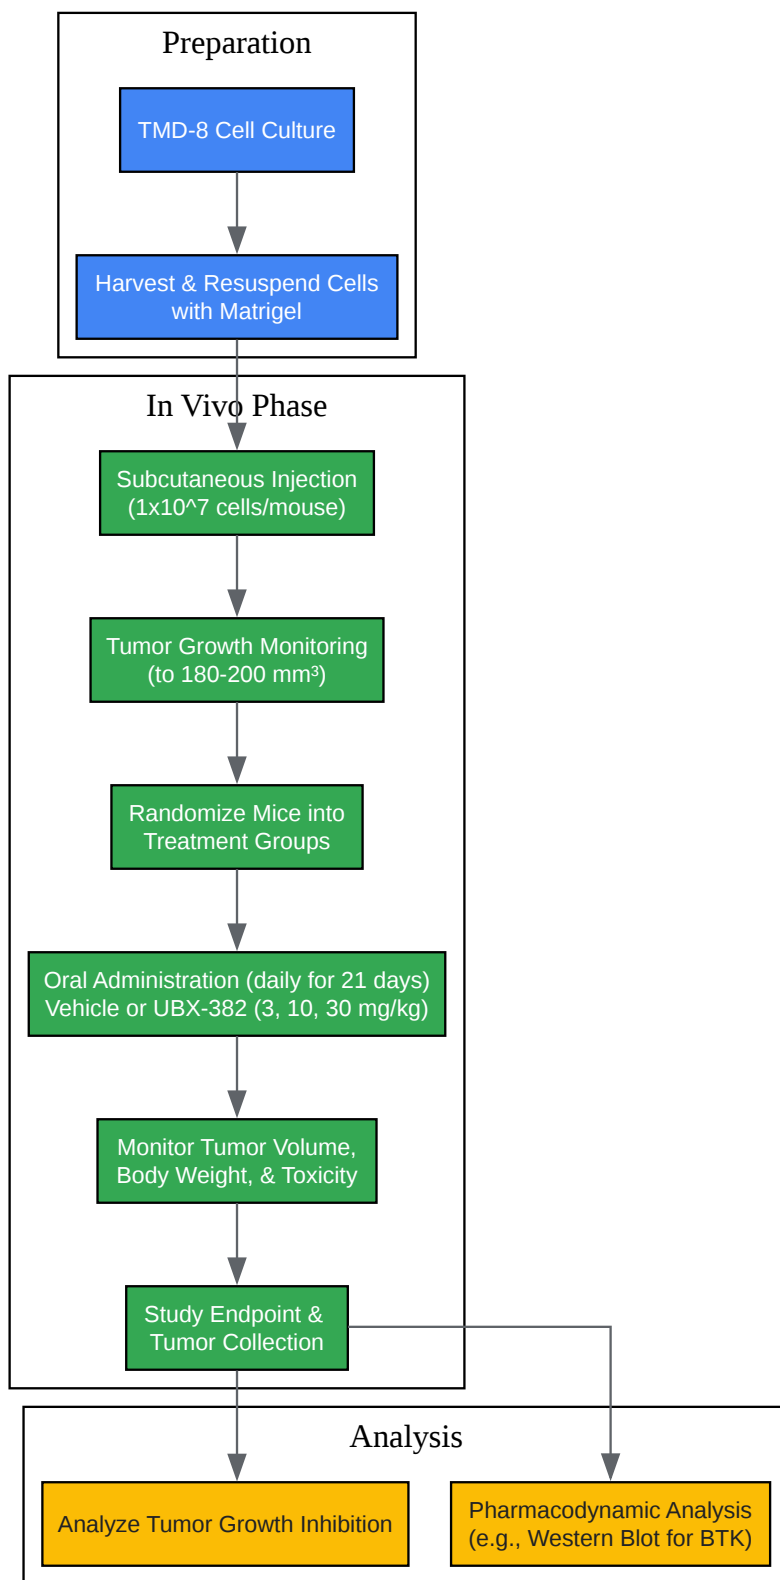 Preparation
TMD-8 Cell Culture
Harvest & Resuspend Cells
with Matrigel
In Vivo Phase
Subcutaneous Injection
(1x10^7 cells/mouse)
Tumor Growth Monitoring
(to 180-200 mm³)
Randomize Mice into
Treatment Groups
Oral Administration (daily for 21 days)
Vehicle or UBX-382 (3, 10, 30 mg/kg)
Monitor Tumor Volume,
Body Weight, & Toxicity
Study Endpoint &
Tumor Collection
Analysis
Analyze Tumor Growth Inhibition
Pharmacodynamic Analysis
(e.g., Western Blot for BTK)